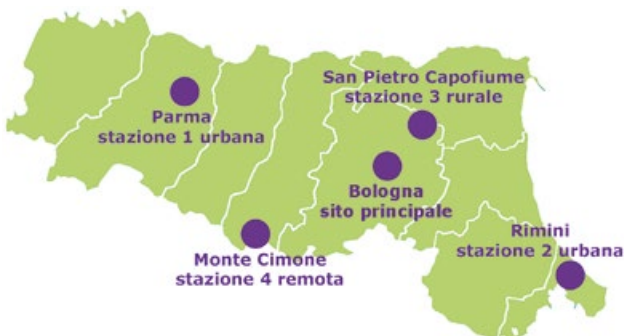 San Pietro Capofiume
stazione 3 rurale
Parma
stazione 1 urbana
Bologna
sito principale
Rimini
stazione 2 urbana
Monte Cimone
stazione 4 remota